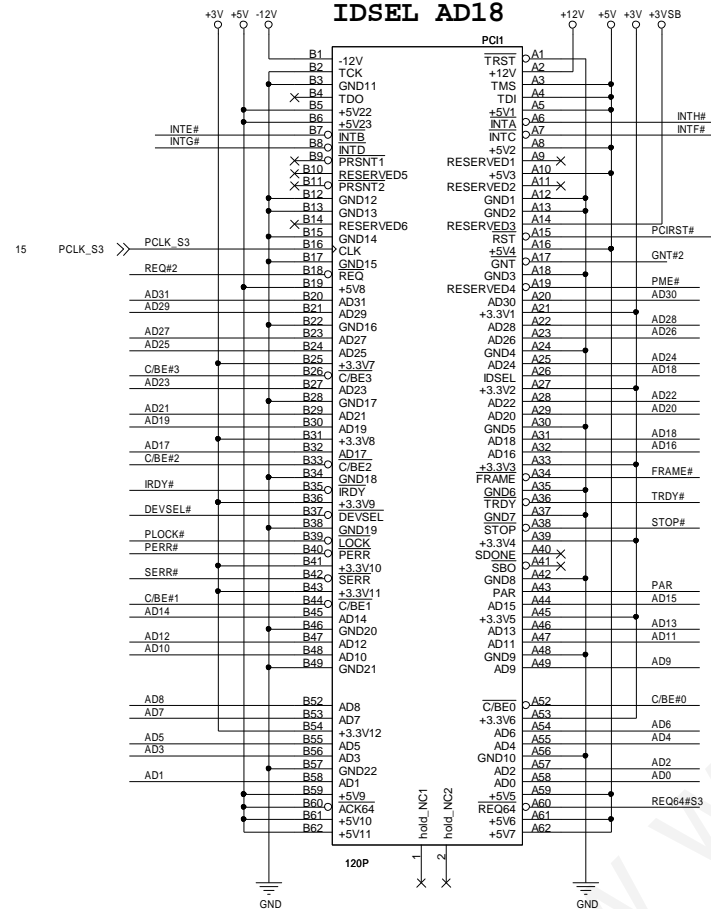 IDSEL AD18
+3V +5V -12V +12V +5V +3V +3VSB
PCI1
B1 -12V TRST A1
B2 TCK +12V A2
B3 GND11 TMS A3
B4 TDO TDI A4
B5 +5V22 +5V1 A5
B6 +5V23 INTA A6 INTH#
INTE# B7 INTB INTC A7 INTF#
INTG# B8 INTD +5V2 A8
B9 PRSNT1 RESERVED1 A9
B10 RESERVED5 +5V3 A10
B11 PRSNT2 RESERVED2 A11
B12 GND12 GND1 A12
B13 GND13 GND2 A13
B14 RESERVED6 RESERVED3 A14
B15 GND14 RST A15 PCIRST#
15 PCLK_S3 PCLK_S3 B16 CLK +5V4 A16
B17 GND15 GNT A17 GNT#2
REQ#2 B18 REQ GND3 A18
B19 +5V8 RESERVED4 A19 PME#
AD31 B20 AD31 AD30 A20 AD30
AD29 B21 AD29 +3.3V1 A21
B22 GND16 AD28 A22 AD28
AD27 B23 AD27 AD26 A23 AD26
AD25 B24 AD25 GND4 A24
B25 +3.3V7 AD24 A25 AD24
C/BE#3 B26 C/BE3 IDSEL A26 AD18
AD23 B27 AD23 +3.3V2 A27
B28 GND17 AD22 A28 AD22
AD21 B29 AD21 AD20 A29 AD20
AD19 B30 AD19 GND5 A30
B31 +3.3V8 AD18 A31 AD18
AD17 B32 AD17 AD16 A32 AD16
C/BE#2 B33 C/BE2 +3.3V3 A33
B34 GND18 FRAME A34 FRAME#
IRDY# B35 IRDY GND6 A35
B36 +3.3V9 TRDY A36 TRDY#
DEVSEL# B37 DEVSEL GND7 A37
B38 GND19 STOP A38 STOP#
PLOCK# B39 LOCK +3.3V4 A39
PERR# B40 PERR SDONE A40
B41 +3.3V10 SBO A41
SERR# B42 SERR GND8 A42
B43 +3.3V11 PAR A43 PAR
C/BE#1 B44 C/BE1 AD15 A44 AD15
AD14 B45 AD14 +3.3V5 A45
B46 GND20 AD13 A46 AD13
AD12 B47 AD12 AD11 A47 AD11
AD10 B48 AD10 GND9 A48
B49 GND21 AD9 A49 AD9
AD8 B52 AD8 C/BE0 A52 C/BE#0
AD7 B53 AD7 +3.3V6 A53
B54 +3.3V12 AD6 A54 AD6
AD5 B55 AD5 AD4 A55 AD4
AD3 B56 AD3 GND10 A56
B57 GND22 AD2 A57 AD2
AD1 B58 AD1 AD0 A58 AD0
B59 +5V9 +5V5 A59
B60 ACK64 REQ64 A60 REQ64#S3
B61 +5V10 +5V6 A61
B62 +5V11 +5V7 A62
hold_NC1 hold_NC2
1 2
120P
GND GND